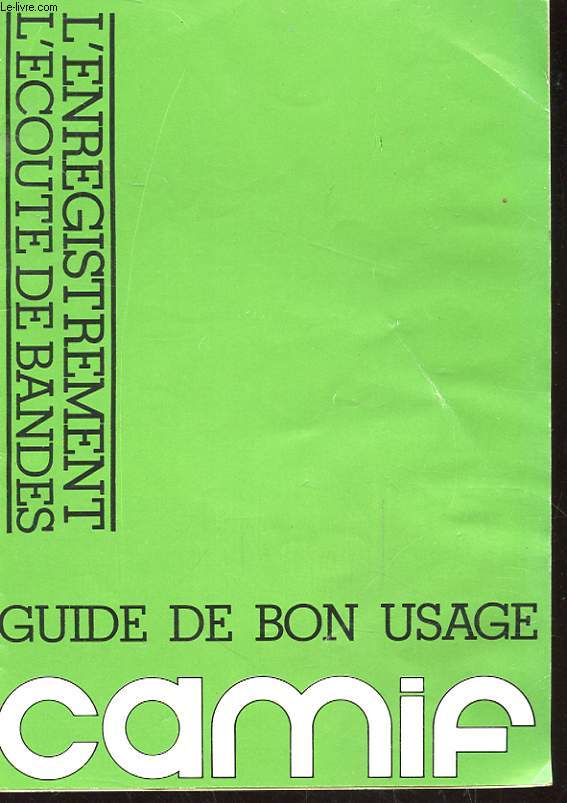 Le-livre.com
L'ENREGISTREMENT
L'ECOUTE DE BANDES
GUIDE DE BON USAGE
camif